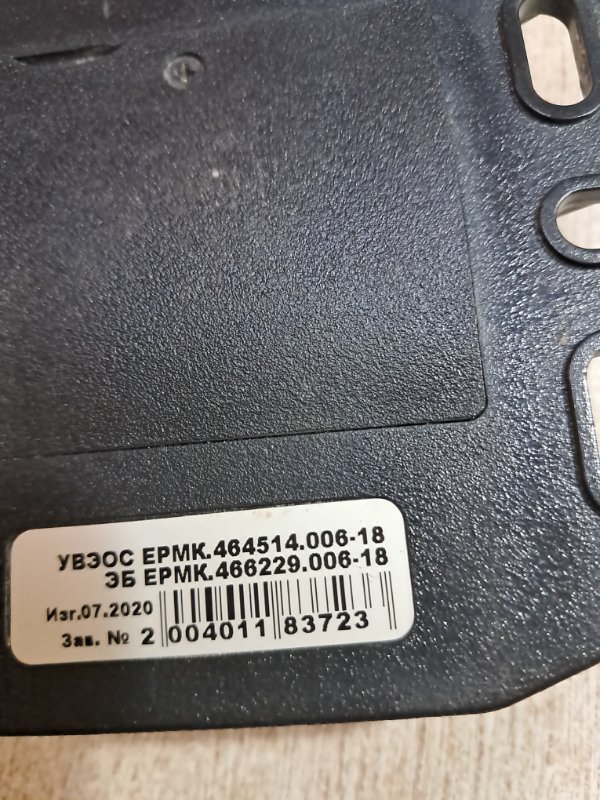 УВЭОС ЕРМК.464514.006-18
ЭБ ЕРМК.466229.006-18
Изг.07.2020
Зав. № 2 004011 83723